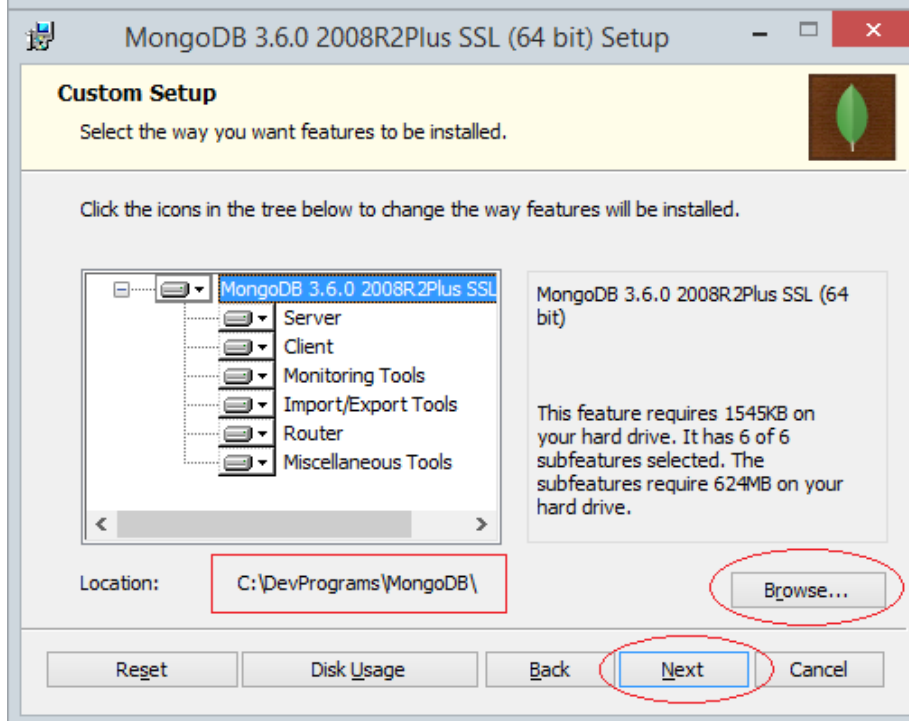 MongoDB 3.6.0 2008R2Plus SSL (64 bit) Setup
Custom Setup
Select the way you want features to be installed.
Click the icons in the tree below to change the way features will be installed.
MongoDB 3.6.0 2008R2Plus SSL
Server
Client
Monitoring Tools
Import/Export Tools
Router
Miscellaneous Tools
MongoDB 3.6.0 2008R2Plus SSL (64
bit)
This feature requires 1545KB on
your hard drive. It has 6 of 6
subfeatures selected. The
subfeatures require 624MB on your
hard drive.
Location: C:\DevPrograms\MongoDB\
Browse...
Reset Disk Usage Back Next Cancel